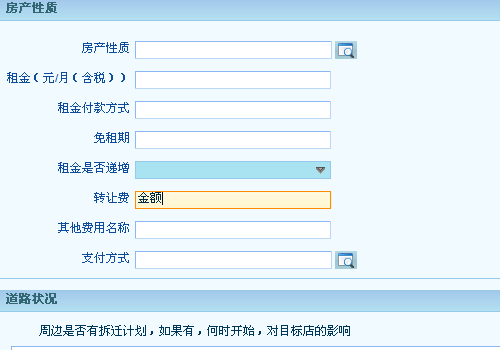 房产性质
房产性质
租金（元/月（含税））
租金付款方式
免租期
租金是否递增
转让费 金额
其他费用名称
支付方式
道路状况
周边是否有拆迁计划，如果有，何时开始，对目标店的影响